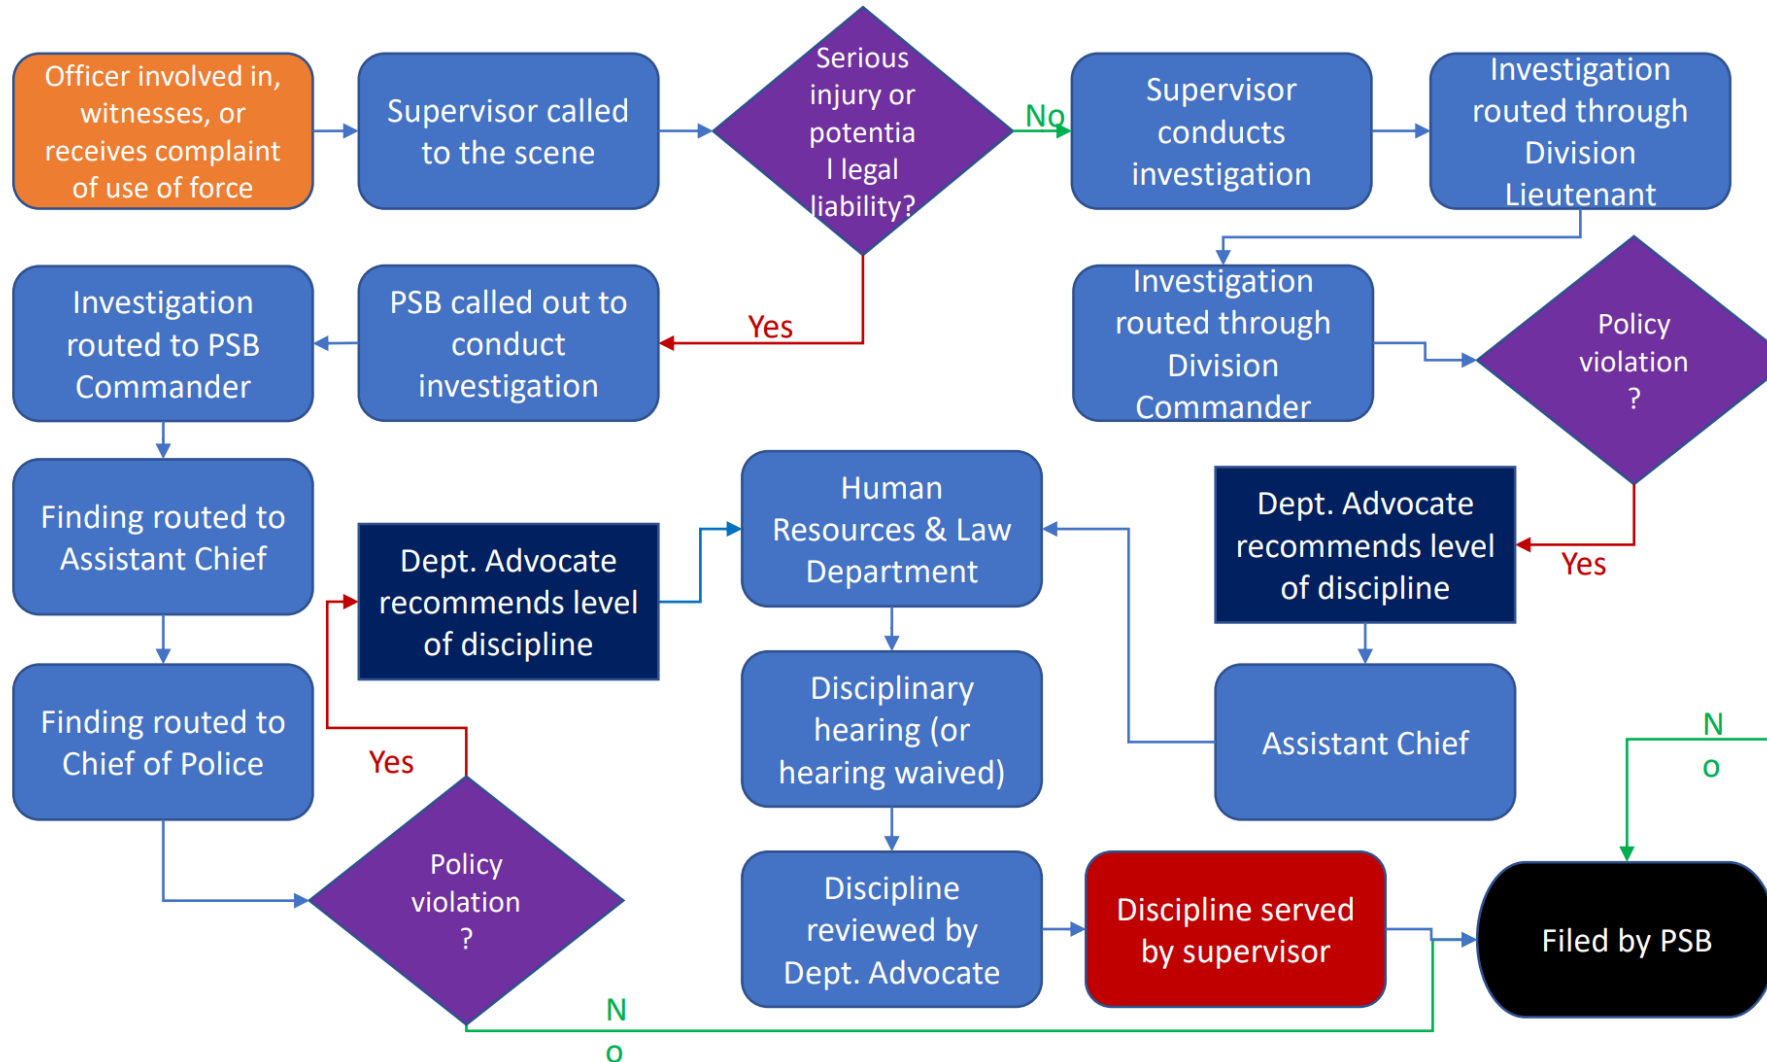 Officer involved in,
witnesses, or
receives complaint
of use of force
Supervisor called
to the scene
Serious
injury or
potentia
l legal
liability?
No
Supervisor
conducts
investigation
Investigation
routed through
Division
Lieutenant
Investigation
routed to PSB
Commander
PSB called out to
conduct
investigation
Yes
Investigation
routed through
Division
Commander
Policy
violation
?
Finding routed to
Assistant Chief
Dept. Advocate
recommends level
of discipline
Human
Resources & Law
Department
Dept. Advocate
recommends level
of discipline
Yes
Finding routed to
Chief of Police
Yes
Disciplinary
hearing (or
hearing waived)
Assistant Chief
N
o
Policy
violation
?
Discipline
reviewed by
Dept. Advocate
Discipline served
by supervisor
Filed by PSB
N
o